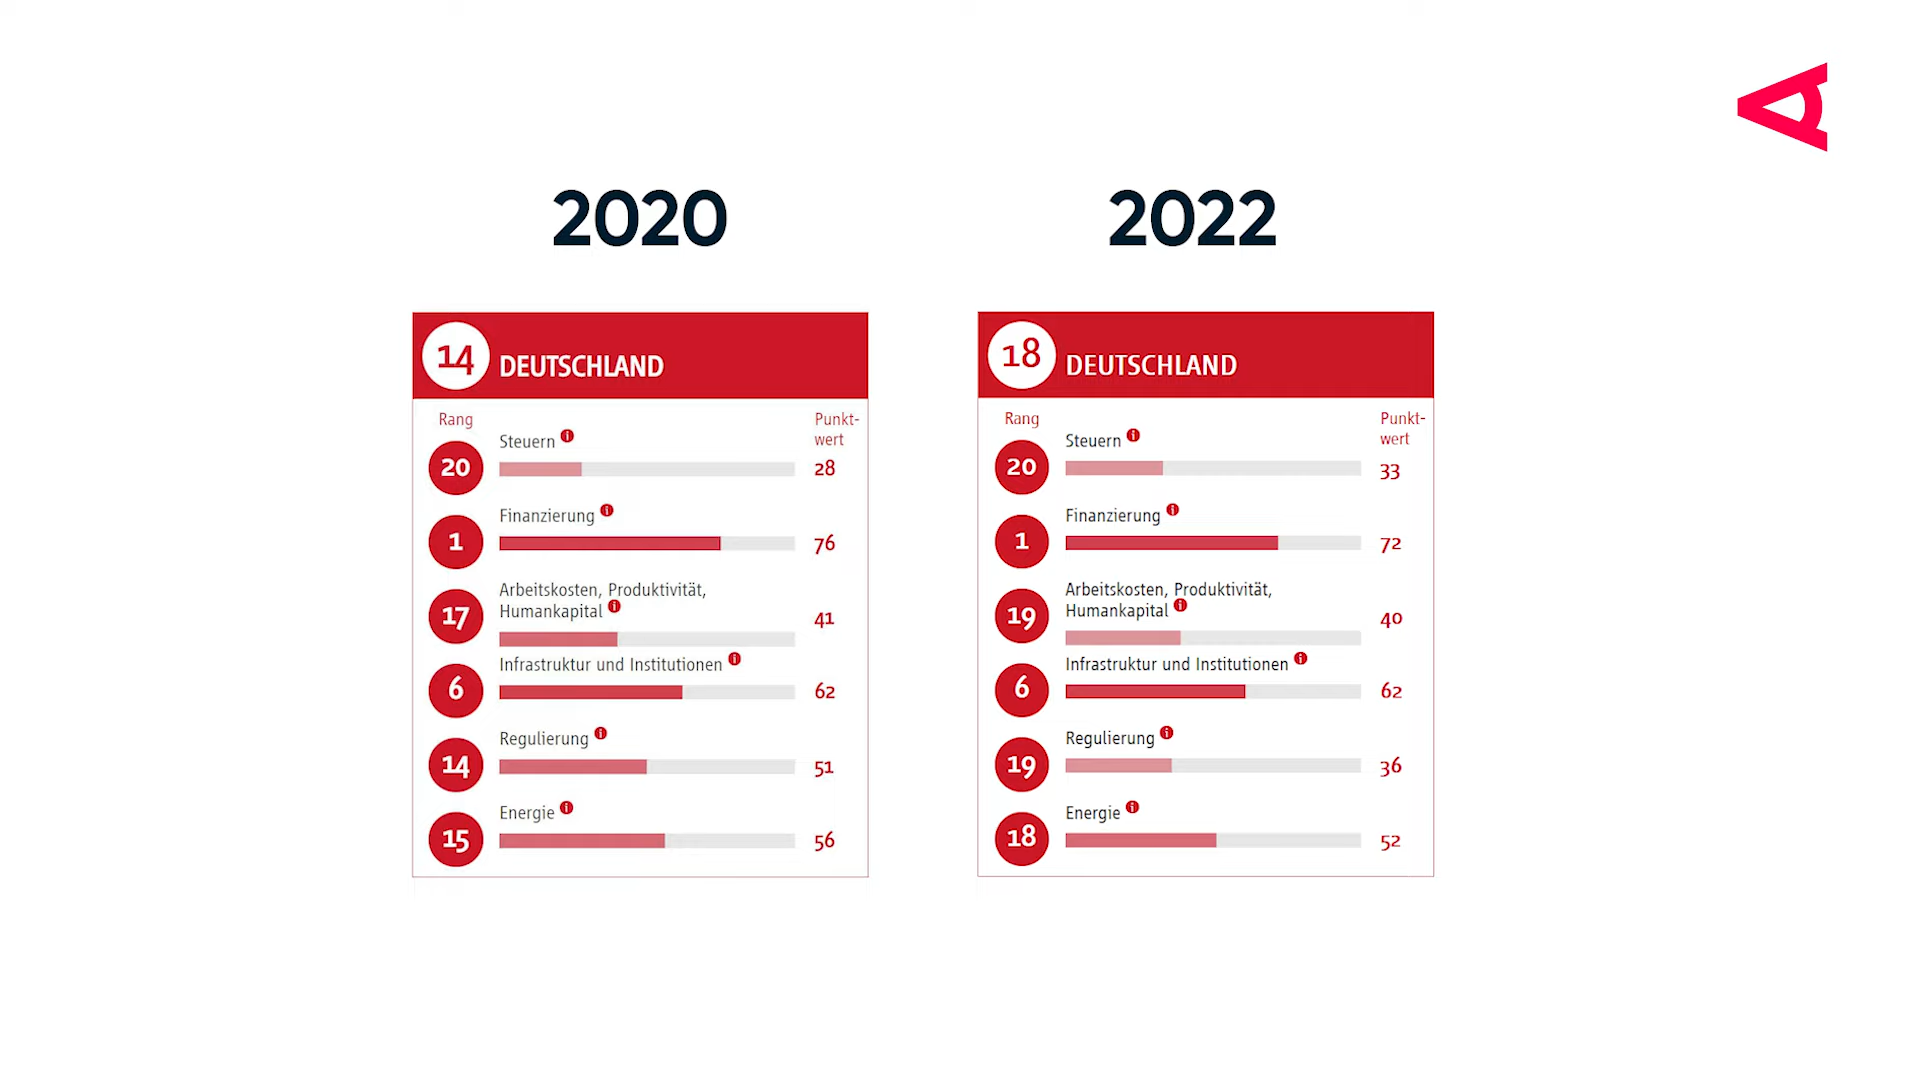 2020
14 DEUTSCHLAND
Rang
Punkt-
wert
Steuern
20
28
Finanzierung
1
76
Arbeitskosten, Produktivität,
Humankapital
17
41
Infrastruktur und Institutionen
6
62
Regulierung
14
51
Energie
15
56
2022
18 DEUTSCHLAND
Rang
Punkt-
wert
Steuern
20
33
Finanzierung
1
72
Arbeitskosten, Produktivität,
Humankapital
19
40
Infrastruktur und Institutionen
6
62
Regulierung
19
36
Energie
18
52
A